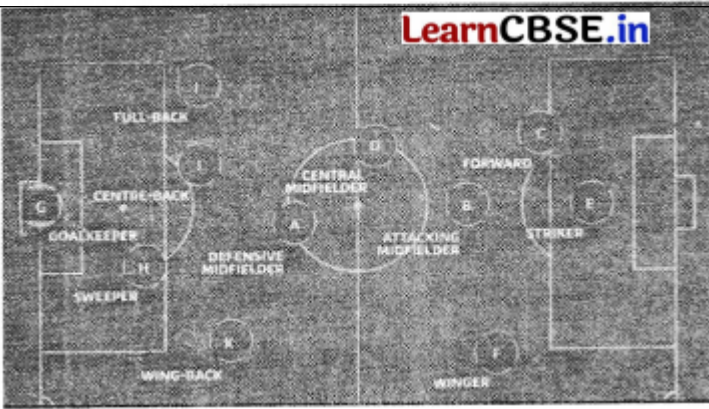 LearnCBSE.in
FULL-BACK
C
FORWARD
D
CENTRAL
MIDFIELDER
CENTRE-BACK
G
GOALKEEPER
A
B
E
STRIKER
ATTACKING
MIDFIELDER
DEFENSIVE
MIDFIELDER
H
SWEEPER
K
WING-BACK
F
WINGER